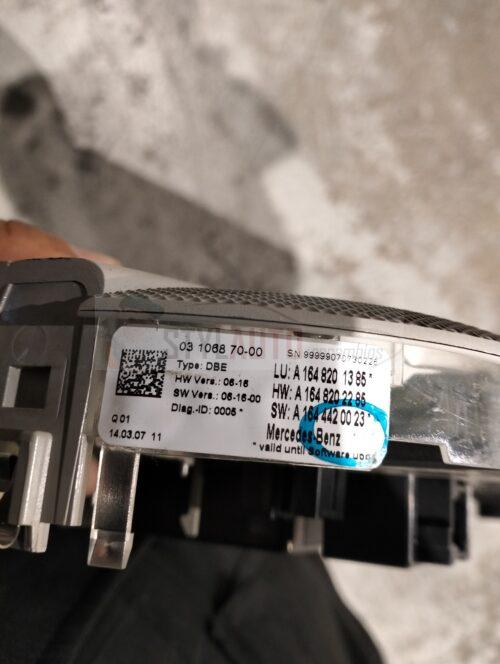 03 1068 70-00
Type: DBE
HW Vers.: 06-16
SW Vers.: 06-16-00
Diag.-ID: 0005 *
Q 01
14.03.07 11
LU: A 164 820 13 85 *
HW: A 164 820 22 85
SW: A 164 442 00 23 *
Mercedes-Benz
* valid until Software